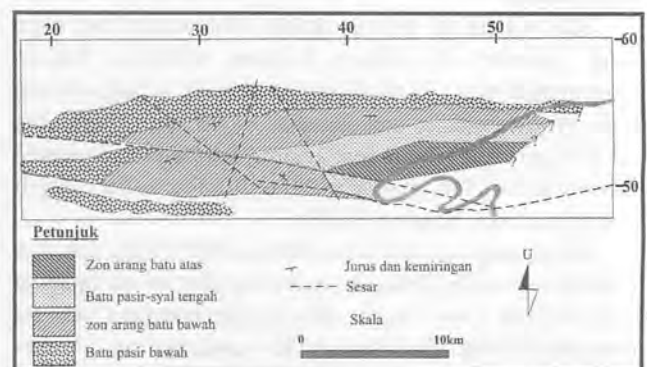 20 30 40 50
60
50
? ? ? ?
Petunjuk
Zon arang batu atas
Batu pasir-syal tengah
zon arang batu bawah
Batu pasir bawah
Jurus dan kemiringan
Sesar
Skala
0 10km
U